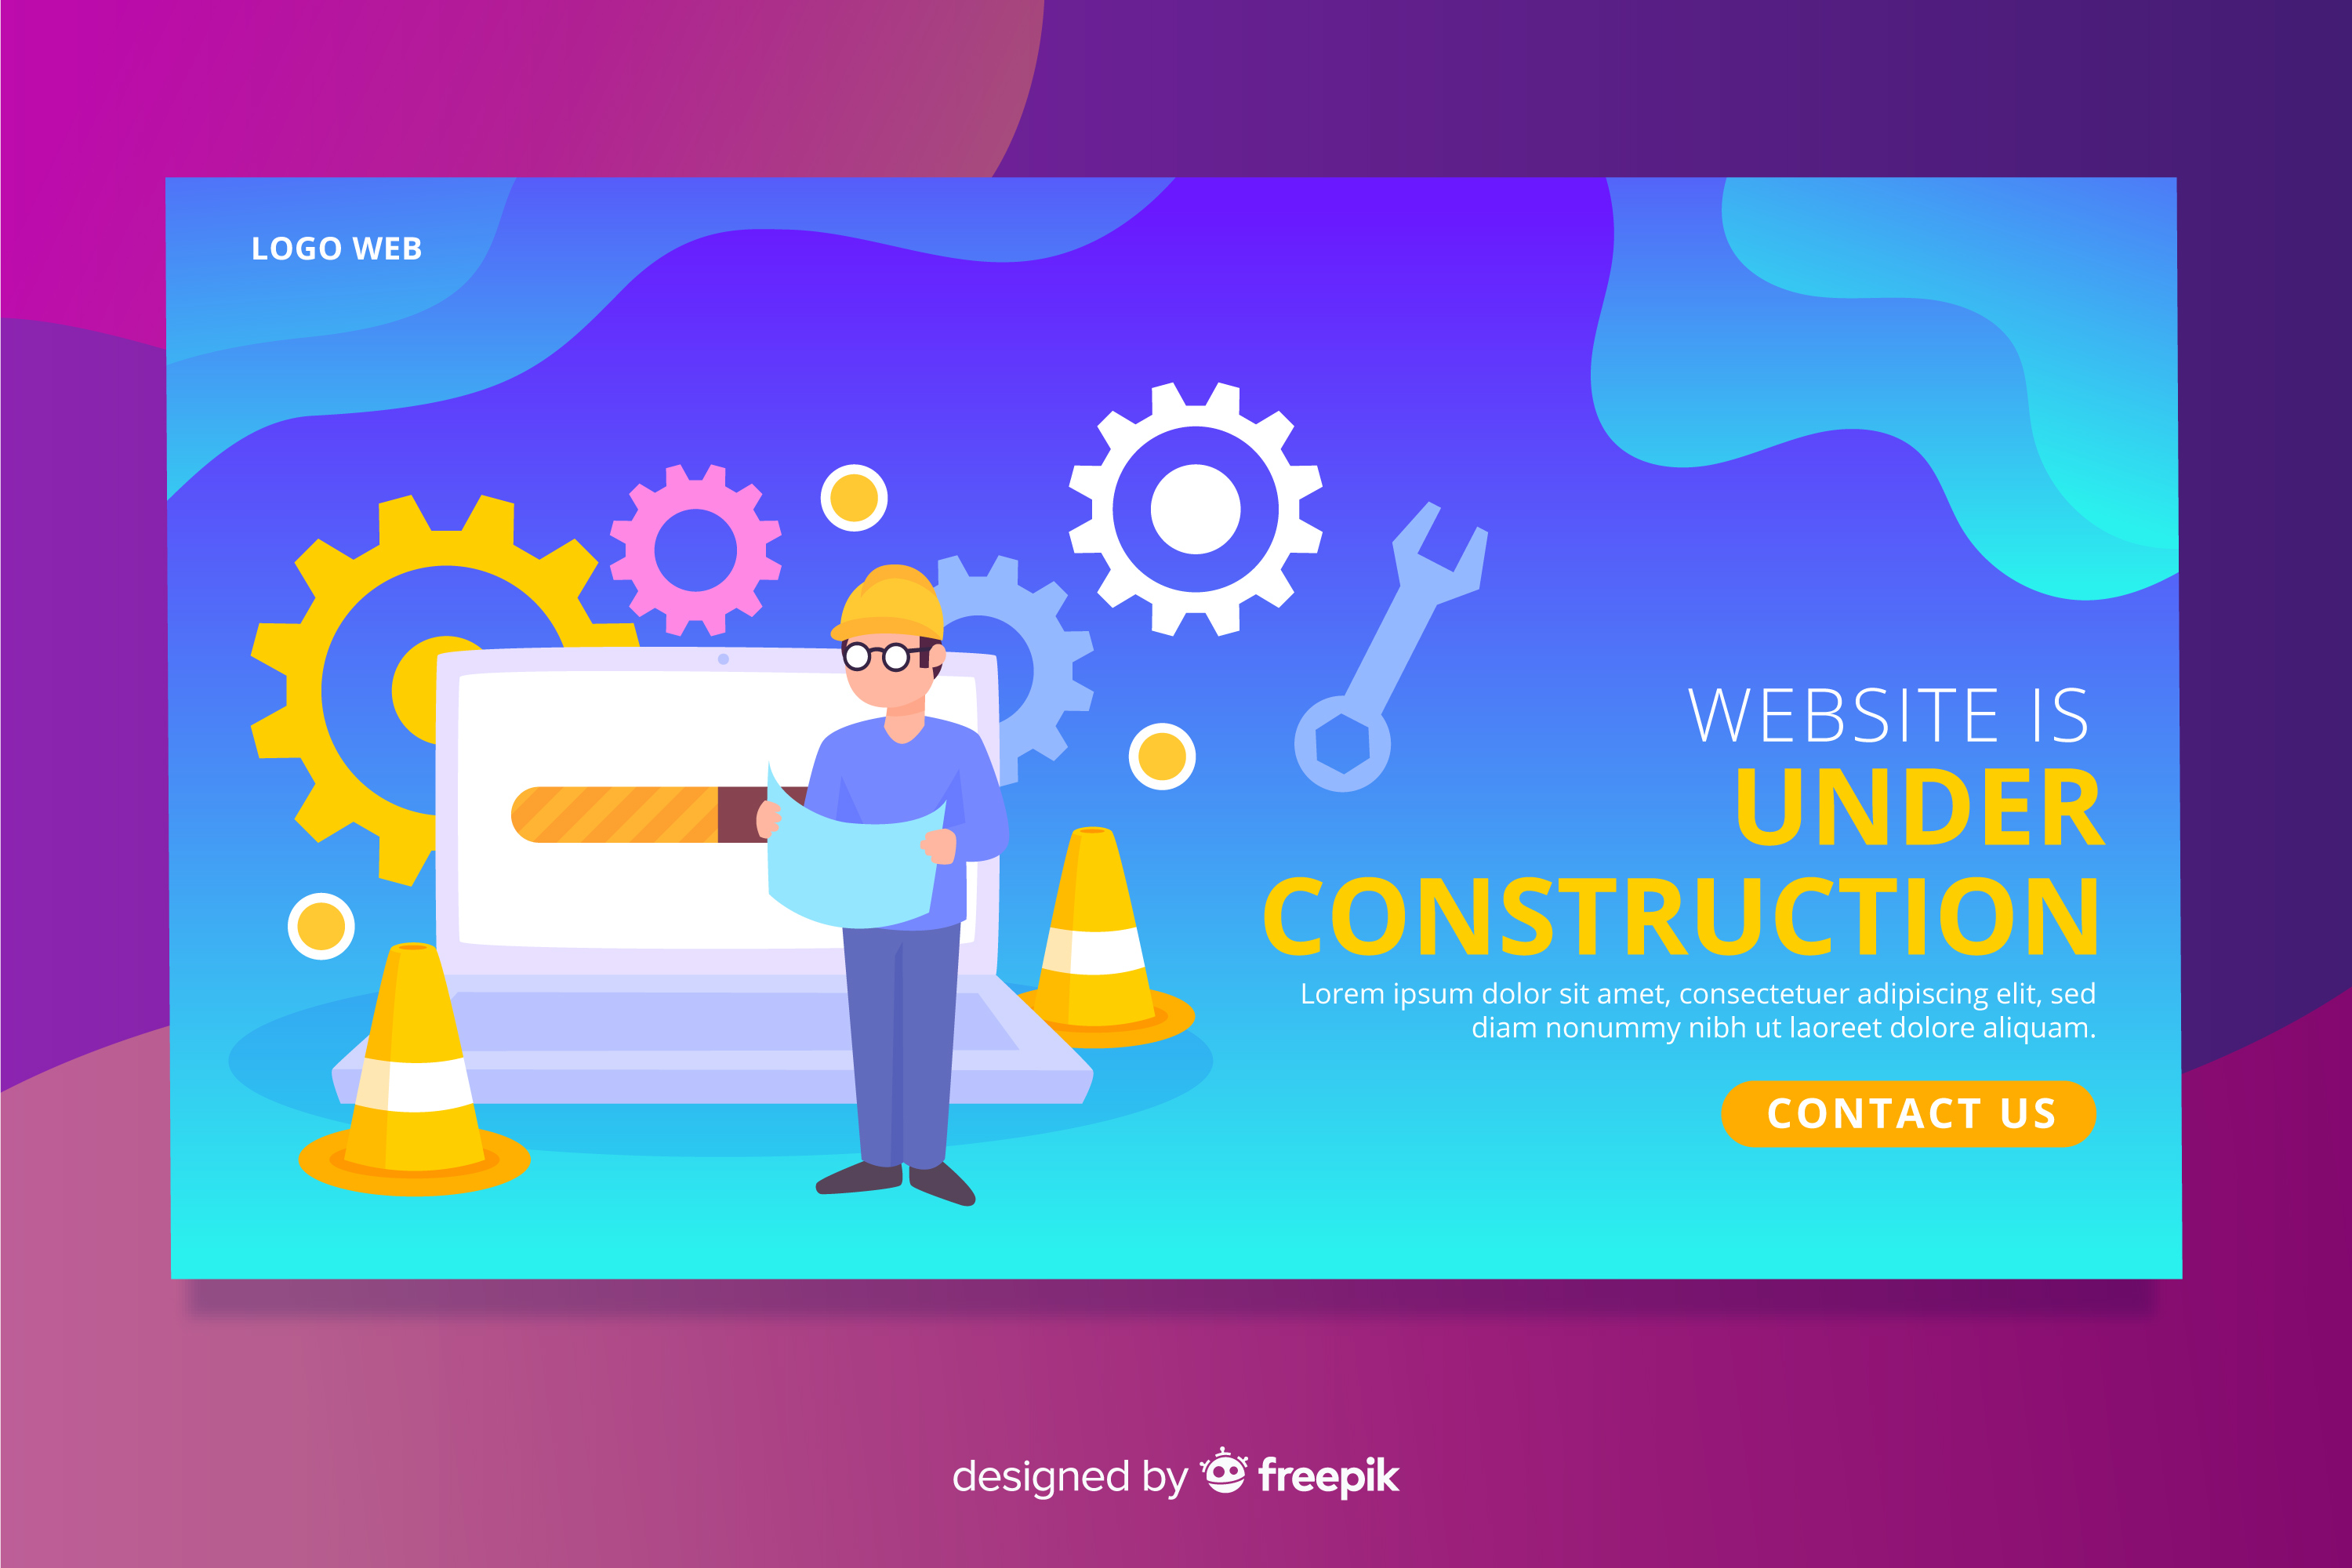 LOGO WEB
WEBSITE IS
UNDER
CONSTRUCTION
Lorem ipsum dolor sit amet, consectetuer adipiscing elit, sed
diam nonummy nibh ut laoreet dolore aliquam.
CONTACT US
designed by freepik